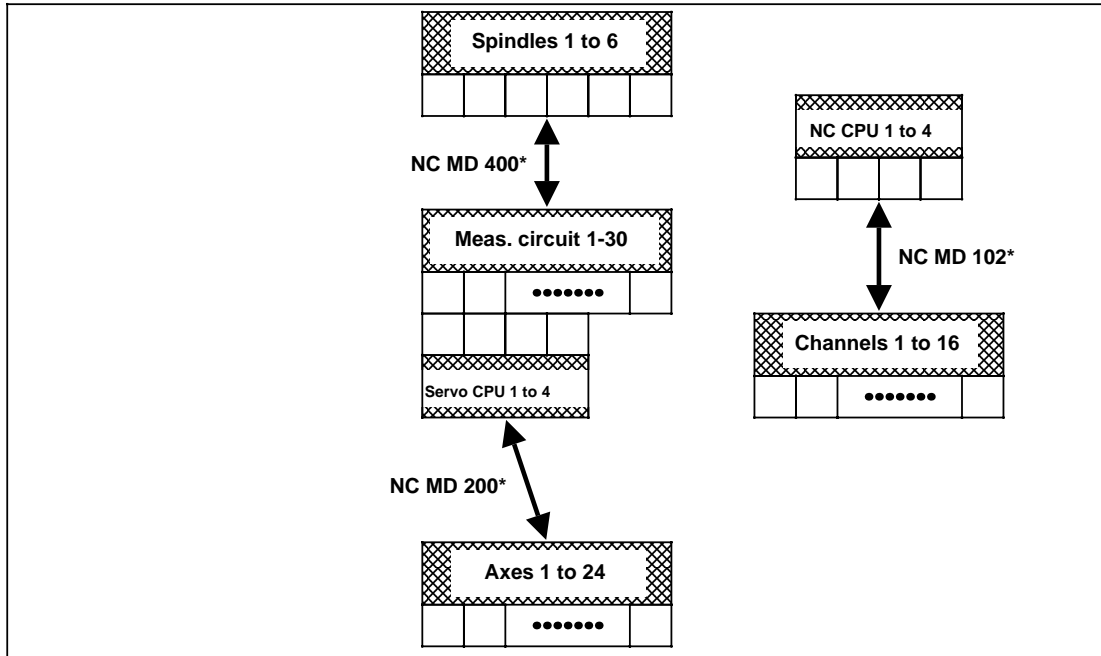 Spindles 1 to 6
NC MD 400*
Meas. circuit 1-30
Servo CPU 1 to 4
NC MD 200*
Axes 1 to 24
NC CPU 1 to 4
NC MD 102*
Channels 1 to 16